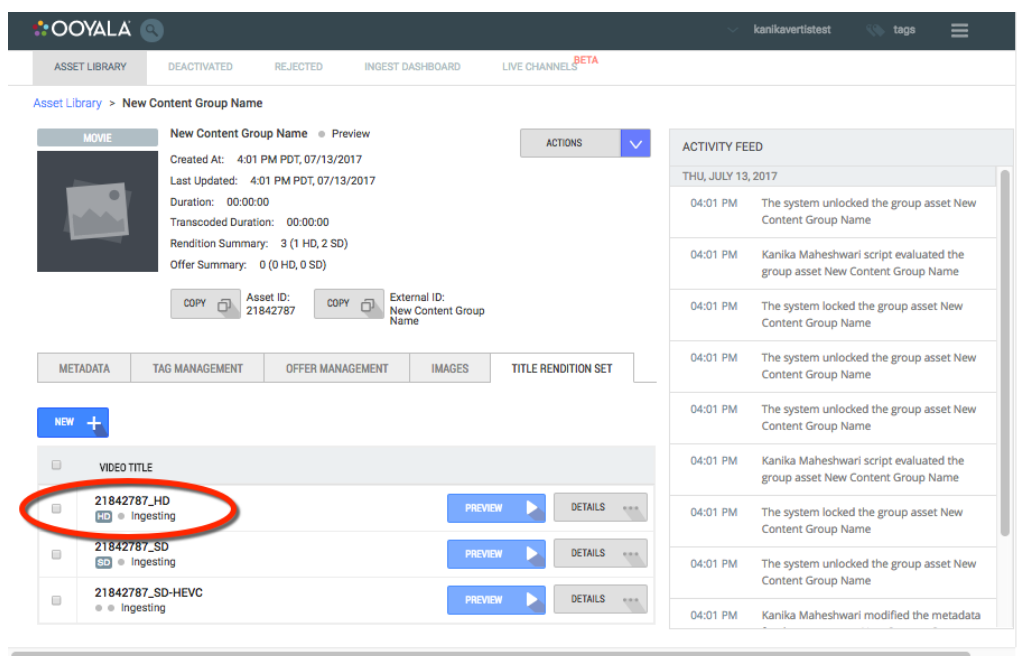 OOYALA
kanikavertistest
tags
ASSET LIBRARY
DEACTIVATED
REJECTED
INGEST DASHBOARD
LIVE CHANNELS
BETA
Asset Library > New Content Group Name
MOVIE
New Content Group Name Preview
Created At: 4:01 PM PDT, 07/13/2017
Last Updated: 4:01 PM PDT, 07/13/2017
Duration: 00:00:00
Transcoded Duration: 00:00:00
Rendition Summary: 3 (1 HD, 2 SD)
Offer Summary: 0 (0 HD, 0 SD)
COPY
Asset ID:
21842787
COPY
External ID:
New Content Group
Name
ACTIONS
METADATA
TAG MANAGEMENT
OFFER MANAGEMENT
IMAGES
TITLE RENDITION SET
NEW +
VIDEO TITLE
21842787_HD
HD Ingesting
PREVIEW
DETAILS
21842787_SD
SD Ingesting
PREVIEW
DETAILS
21842787_SD-HEVC
Ingesting
PREVIEW
DETAILS
ACTIVITY FEED
THU, JULY 13, 2017
04:01 PM The system unlocked the group asset New
Content Group Name
04:01 PM Kanika Maheshwari script evaluated the
group asset New Content Group Name
04:01 PM The system locked the group asset New
Content Group Name
04:01 PM The system unlocked the group asset New
Content Group Name
04:01 PM The system unlocked the group asset New
Content Group Name
04:01 PM Kanika Maheshwari script evaluated the
group asset New Content Group Name
04:01 PM The system locked the group asset New
Content Group Name
04:01 PM The system unlocked the group asset New
Content Group Name
04:01 PM Kanika Maheshwari modified the metadata